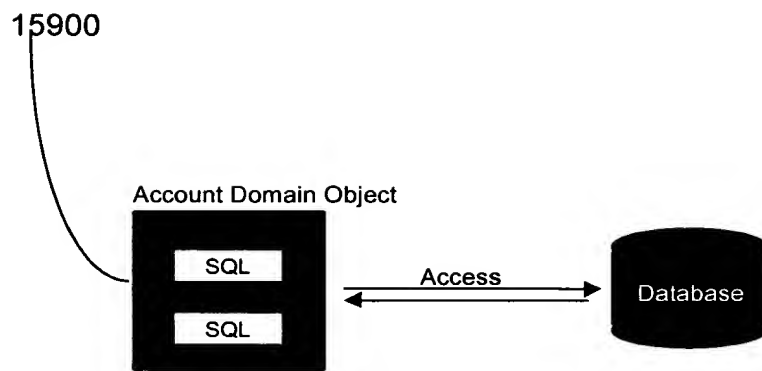 15900
Account Domain Object
SQL
Access
Database
SQL